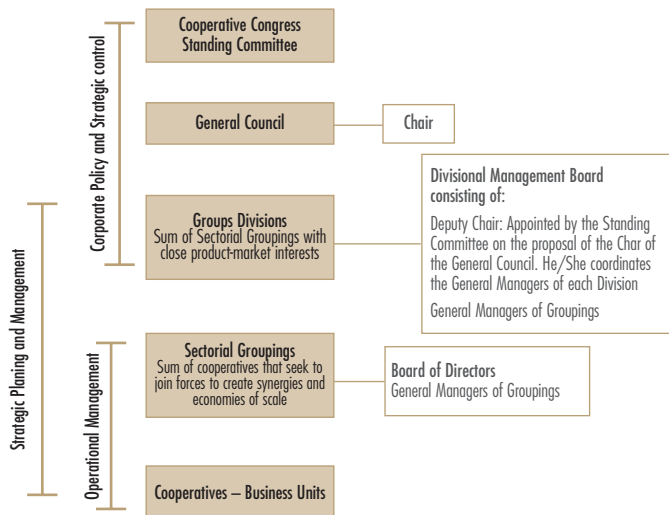 Cooperative Congress
Standing Committee
General Council
Chair
Groups Divisions
Sum of Sectorial Groupings with
close product-market interests
Divisional Management Board
consisting of:
Deputy Chair: Appointed by the Standing
Committee on the proposal of the Char of
the General Council. He/She coordinates
the General Managers of each Division
General Managers of Groupings
Sectorial Groupings
Sum of cooperatives that seek to
join forces to create synergies and
economies of scale
Board of Directors
General Managers of Groupings
Cooperatives – Business Units
Corporate Policy and Strategic control
Strategic Planing and Management
Operational Management